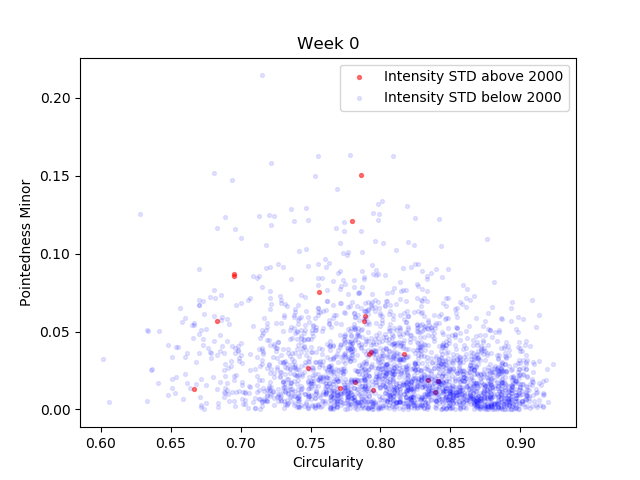 Week 0
Intensity STD above 2000
Intensity STD below 2000
0.20
0.15
0.10
0.05
0.00
Pointedness Minor
0.60 0.65 0.70 0.75 0.80 0.85 0.90
Circularity